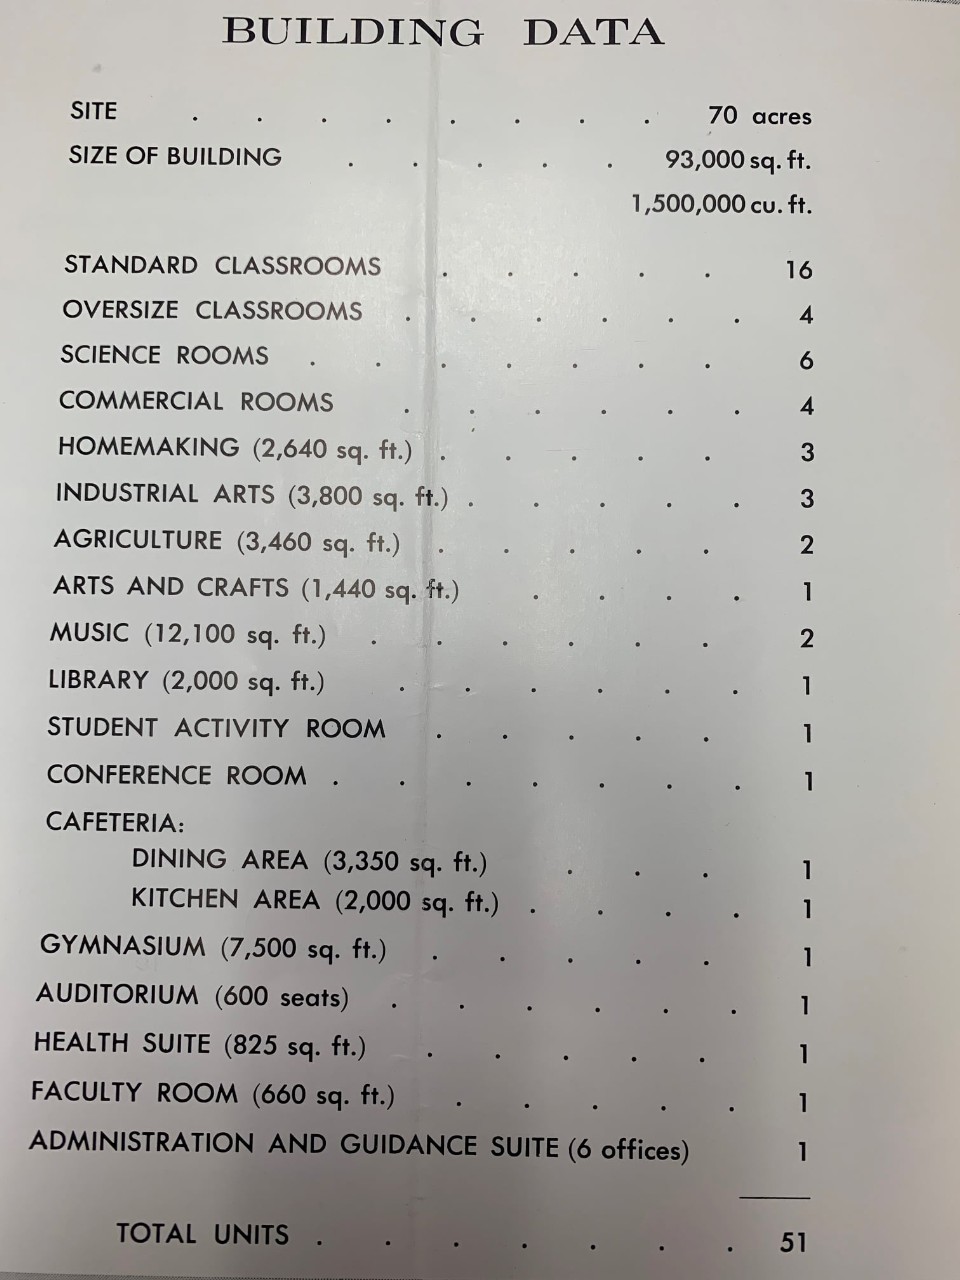 BUILDING DATA
SITE . . . . . . . . 70 acres
SIZE OF BUILDING . . . . . 93,000 sq. ft.
1,500,000 cu. ft.
STANDARD CLASSROOMS . . . . . 16
OVERSIZE CLASSROOMS . . . . . . 4
SCIENCE ROOMS . . . . . . . 6
COMMERCIAL ROOMS . . . . . . 4
HOMEMAKING (2,640 sq. ft.) . . . . . 3
INDUSTRIAL ARTS (3,800 sq. ft.) . . . . . 3
AGRICULTURE (3,460 sq. ft.) . . . . . 2
ARTS AND CRAFTS (1,440 sq. ft.) . . . . 1
MUSIC (12,100 sq. ft.) . . . . . . 2
LIBRARY (2,000 sq. ft.) . . . . . . 1
STUDENT ACTIVITY ROOM . . . . . 1
CONFERENCE ROOM . . . . . . . 1
CAFETERIA:
DINING AREA (3,350 sq. ft.) . . . 1
KITCHEN AREA (2,000 sq. ft.) . . . . 1
GYMNASIUM (7,500 sq. ft.) . . . . . 1
AUDITORIUM (600 seats) . . . . . . 1
HEALTH SUITE (825 sq. ft.) . . . . . 1
FACULTY ROOM (660 sq. ft.) . . . . . 1
ADMINISTRATION AND GUIDANCE SUITE (6 offices) 1
TOTAL UNITS . . . . . . . 51